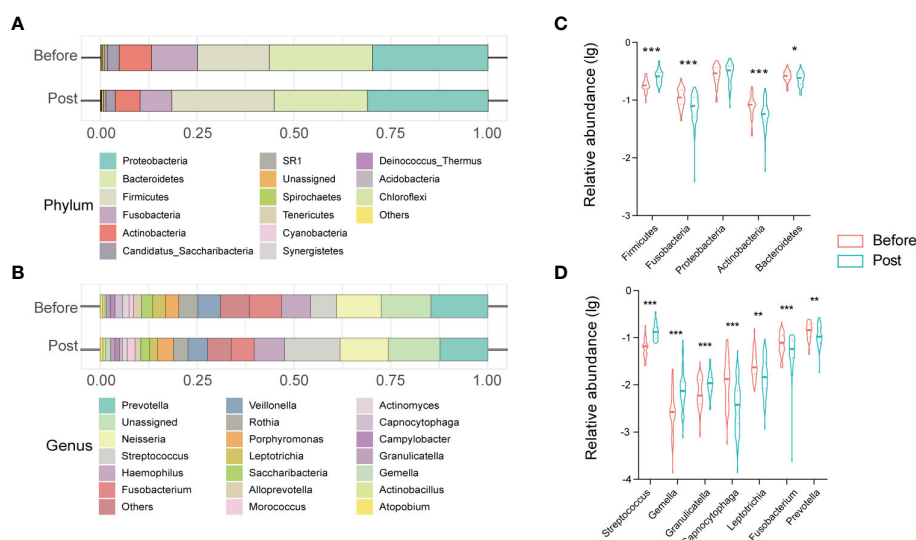 A
Before
Post
0.00 0.25 0.50 0.75 1.00
Phylum
Proteobacteria
Bacteroidetes
Firmicutes
Fusobacteria
Actinobacteria
Candidatus_Saccharibacteria
SR1
Unassigned
Spirochaetes
Tenericutes
Cyanobacteria
Synergistetes
Deinococcus_Thermus
Acidobacteria
Chloroflexi
Others
B
Before
Post
0.00 0.25 0.50 0.75 1.00
Genus
Prevotella
Unassigned
Neisseria
Streptococcus
Haemophilus
Fusobacterium
Others
Veillonella
Rothia
Porphyromonas
Leptotrichia
Saccharibacteria
Alloprevotella
Morococcus
Actinomyces
Capnocytophaga
Campylobacter
Granulicatella
Gemella
Actinobacillus
Atopobium
C
Relative abundance (lg)
0
-1
-2
-3
*** *** *** *
Firmicutes
Fusobacteria
Proteobacteria
Actinobacteria
Bacteroidetes
Before
Post
D
Relative abundance (lg)
0
-1
-2
-3
-4
*** *** *** *** ** *** **
Streptococcus
Gemella
Granulicatella
Capnocytophaga
Leptotrichia
Fusobacterium
Prevotella